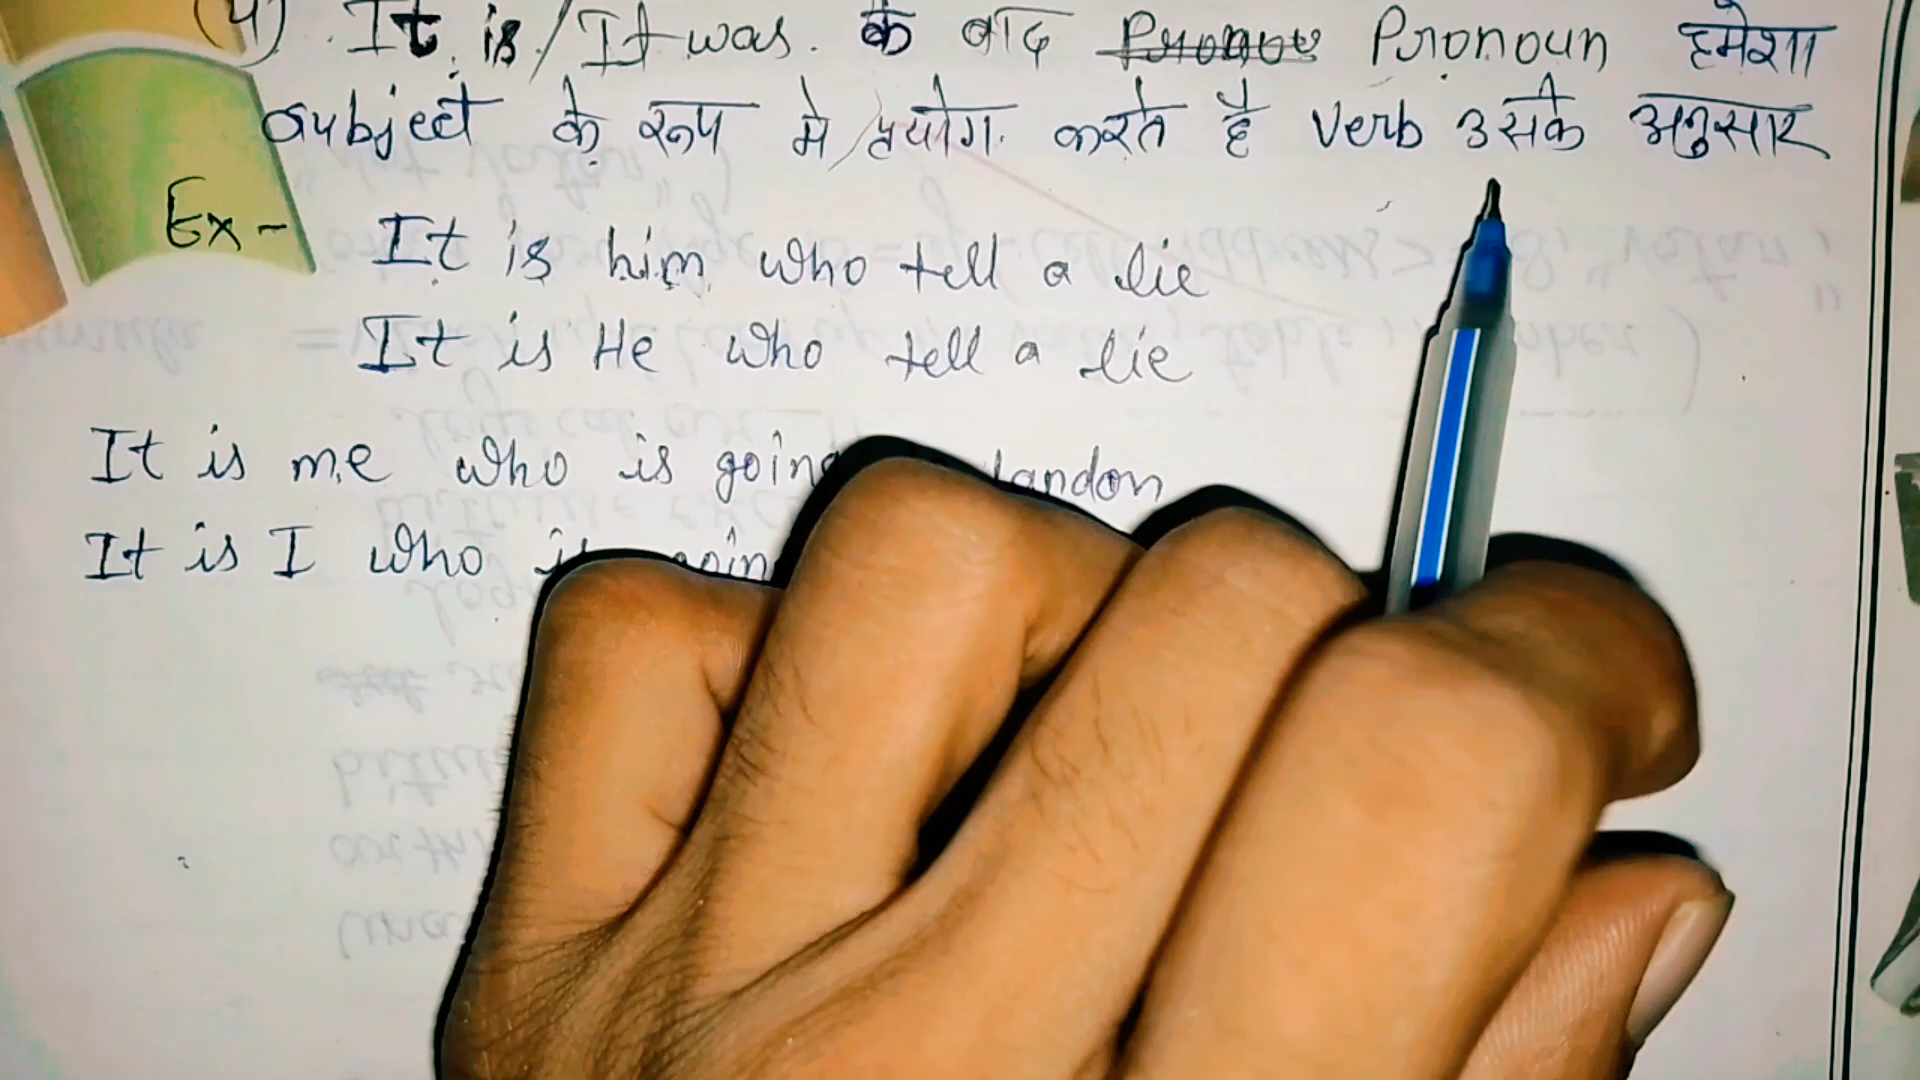 (4) It is/It was. के बाद Pronoun हमेशा
subject के रूप मे प्रयोग करते है verb उसके अनुसार
Ex- It is him who tell a lie
It is He who tell a lie
It is me who is going landon
It is I who